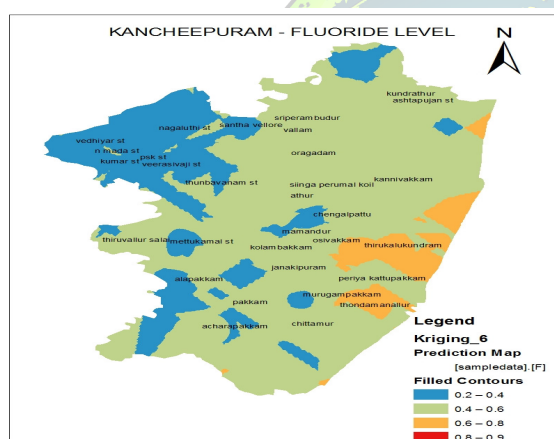 KANCHEEPURAM - FLUORIDE LEVEL
N
kundrathur
ashtapujan st
sriperambudur
nagaluthi st
santha vellore
vallam
vedhiyar st
n mada st
psk st
oragadam
kumar st
veerasivaji st
kannivakkam
thunbavanam st
siinga perumal koil
athur
chengalpattu
mamandur
thiruvallur salai
mettukamal st
osivakkam
kolambakkam
thirukalukundram
janakipuram
alapakkam
periya kattupakkam
murugampakkam
pakkam
thondamanallur
acharapakkam
chittamur
Legend
Kriging_6
Prediction Map
[sampledata].[F]
Filled Contours
0.2 - 0.4
0.4 - 0.6
0.6 - 0.8
0.8 - 0.9